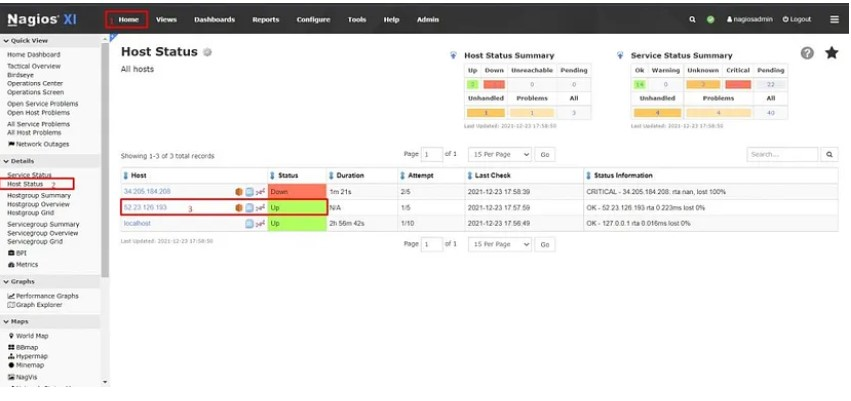 Nagios XI
1 Home Views Dashboards Reports Configure Tools Help Admin
nagiosadmin Logout
Quick View
Home Dashboard
Tactical Overview
Birdseye
Operations Center
Operations Screen
Open Service Problems
Open Host Problems
All Service Problems
All Host Problems
Network Outages
Details
Service Status
Host Status 2
Hostgroup Summary
Hostgroup Overview
Hostgroup Grid
Servicegroup Summary
Servicegroup Overview
Servicegroup Grid
BPI
Metrics
Graphs
Performance Graphs
Graph Explorer
Maps
World Map
BBmap
Hypermap
Minemap
NagVis
Host Status
All hosts
Host Status Summary
Up Down Unreachable Pending
2 0 0
Unhandled Problems All
1 1 3
Last Updated: 2021-12-23 17:58:50
Service Status Summary
Ok Warning Unknown Critical Pending
14 0 22
Unhandled Problems All
4 4 40
Last Updated: 2021-12-23 17:58:50
Showing 1-3 of 3 total records
Page 1 of 1 15 Per Page Go
Search...
Host Status Duration Attempt Last Check Status Information
34.205.184.208 Down 1m 21s 2/5 2021-12-23 17:58:39 CRITICAL - 34.205.184.208: rta nan, lost 100%
52.23.126.193 3 Up N/A 1/5 2021-12-23 17:57:59 OK - 52.23.126.193 rta 0.223ms lost 0%
localhost Up 2h 56m 42s 1/10 2021-12-23 17:56:49 OK - 127.0.0.1 rta 0.016ms lost 0%
Last Updated: 2021-12-23 17:58:50
Page 1 of 1 15 Per Page Go